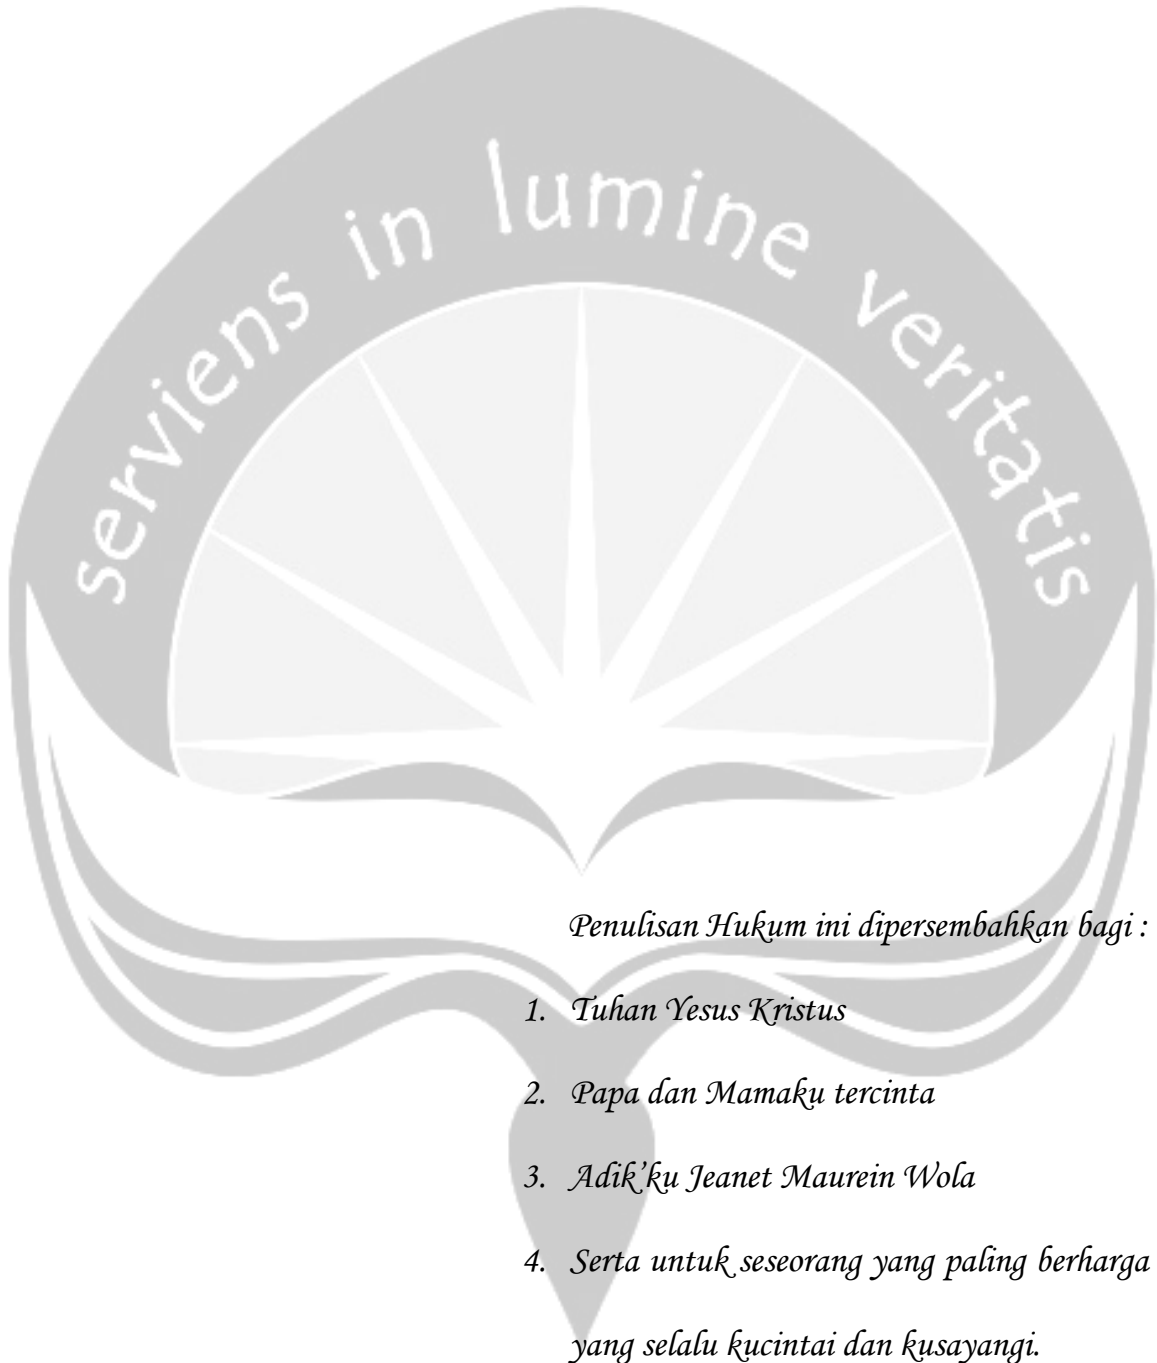 serviens in lumine veritatis
Penulisan Hukum ini dipersembahkan bagi :
1. Tuhan Yesus Kristus
2. Papa dan Mamaku tercinta
3. Adik'ku Jeanet Maurein Wola
4. Serta untuk seseorang yang paling berharga
yang selalu kucintai dan kusayangi.